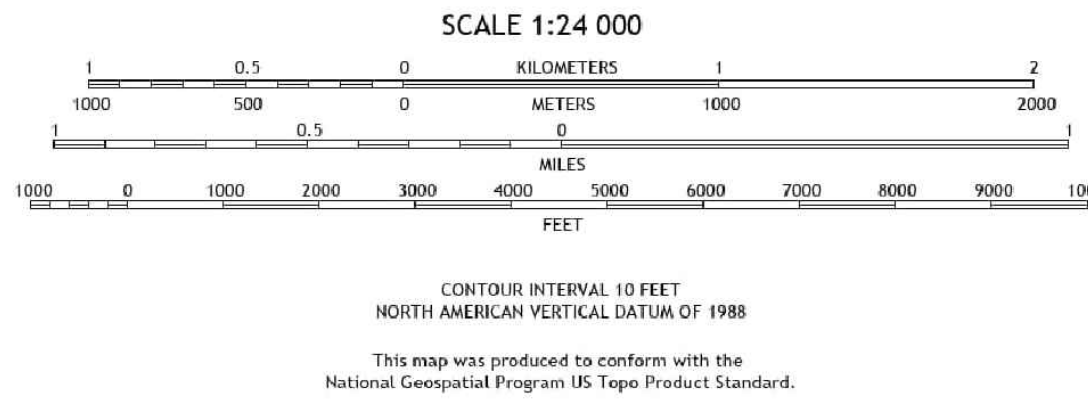 SCALE 1:24 000
1 0.5 0 KILOMETERS 1 2
1000 500 0 METERS 1000 2000
1 0.5 0 1
MILES
1000 0 1000 2000 3000 4000 5000 6000 7000 8000 9000
FEET
CONTOUR INTERVAL 10 FEET
NORTH AMERICAN VERTICAL DATUM OF 1988
This map was produced to conform with the
National Geospatial Program US Topo Product Standard.